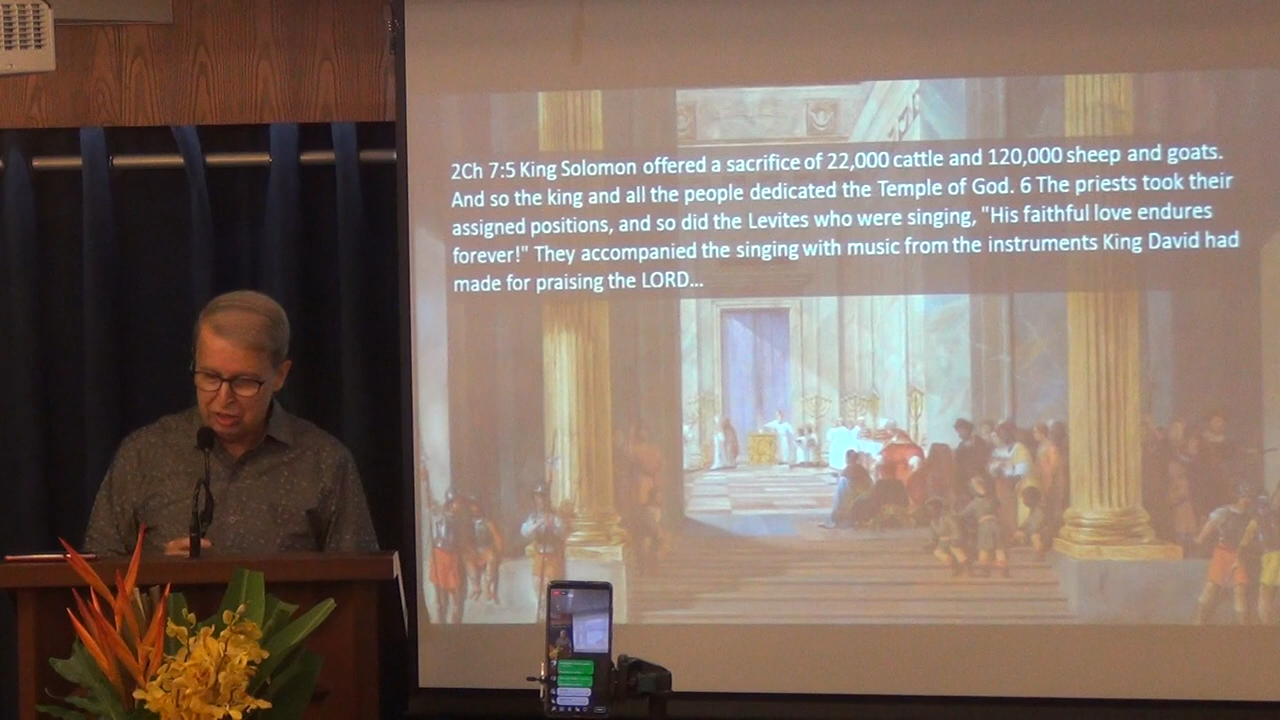 2Ch 7:5 King Solomon offered a sacrifice of 22,000 cattle and 120,000 sheep and goats.
And so the king and all the people dedicated the Temple of God. 6 The priests took their
assigned positions, and so did the Levites who were singing, "His faithful love endures
forever!" They accompanied the singing with music from the instruments King David had
made for praising the LORD...